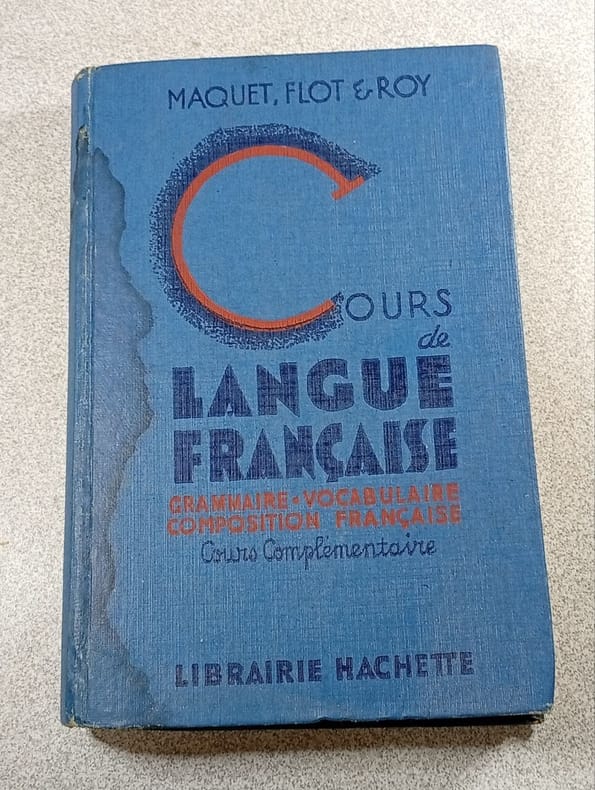 MAQUET, FLOT & ROY
COURS
de
LANGUE
FRANÇAISE
GRAMMAIRE • VOCABULAIRE
COMPOSITION FRANÇAISE
Cours Complémentaire
LIBRAIRIE HACHETTE